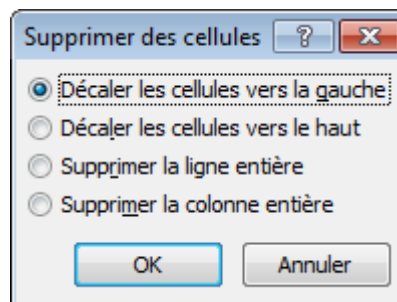 Supprimer des cellules ?
Décaler les cellules vers la gauche
Décaler les cellules vers le haut
Supprimer la ligne entière
Supprimer la colonne entière
OK Annuler